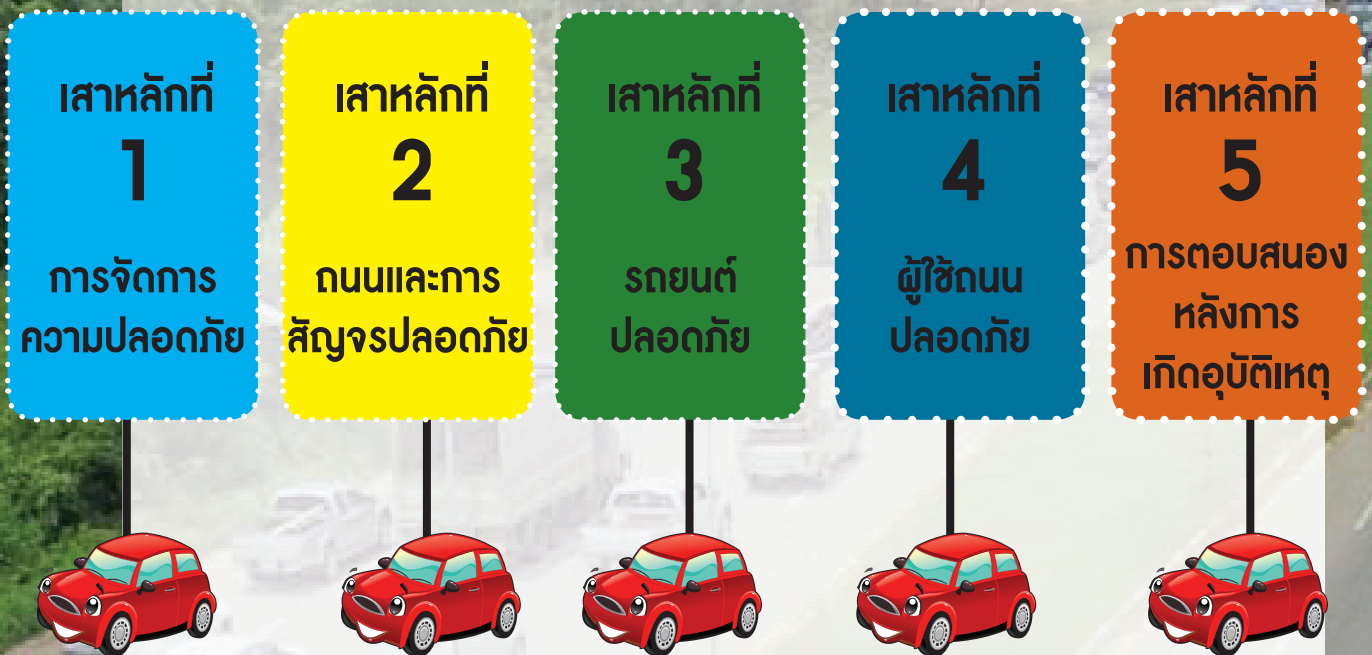 เสาหลักที่
1
การจัดการ
ความปลอดภัย
เสาหลักที่
2
ถนนและการ
สัญจรปลอดภัย
เสาหลักที่
3
รถยนต์
ปลอดภัย
เสาหลักที่
4
ผู้ใช้ถนน
ปลอดภัย
เสาหลักที่
5
การตอบสนอง
หลังการ
เกิดอุบัติเหตุ